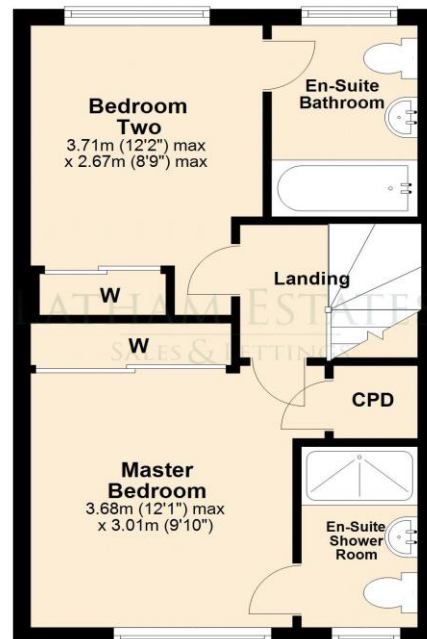 Bedroom
Two
3.71m (12'2") max
x 2.67m (8'9") max
En-Suite
Bathroom
W
Landing
LATHAM ESTATES
SALES & LETTINGS
W
CPD
Master
Bedroom
3.68m (12'1") max
x 3.01m (9'10")
En-Suite
Shower
Room